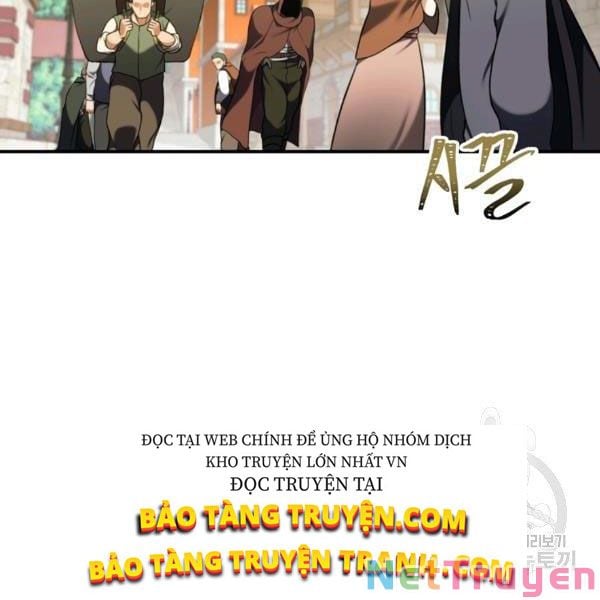 시끌
ĐỌC TẠI WEB CHÍNH ĐỂ ỦNG HỘ NHÓM DỊCH
KHO TRUYỆN LỚN NHẤT VN
ĐỌC TRUYỆN TẠI
BẢO TÀNG TRUYỆN.COM
BẢO TÀNG TRUYỆN TRANH.COM
NetTruyen